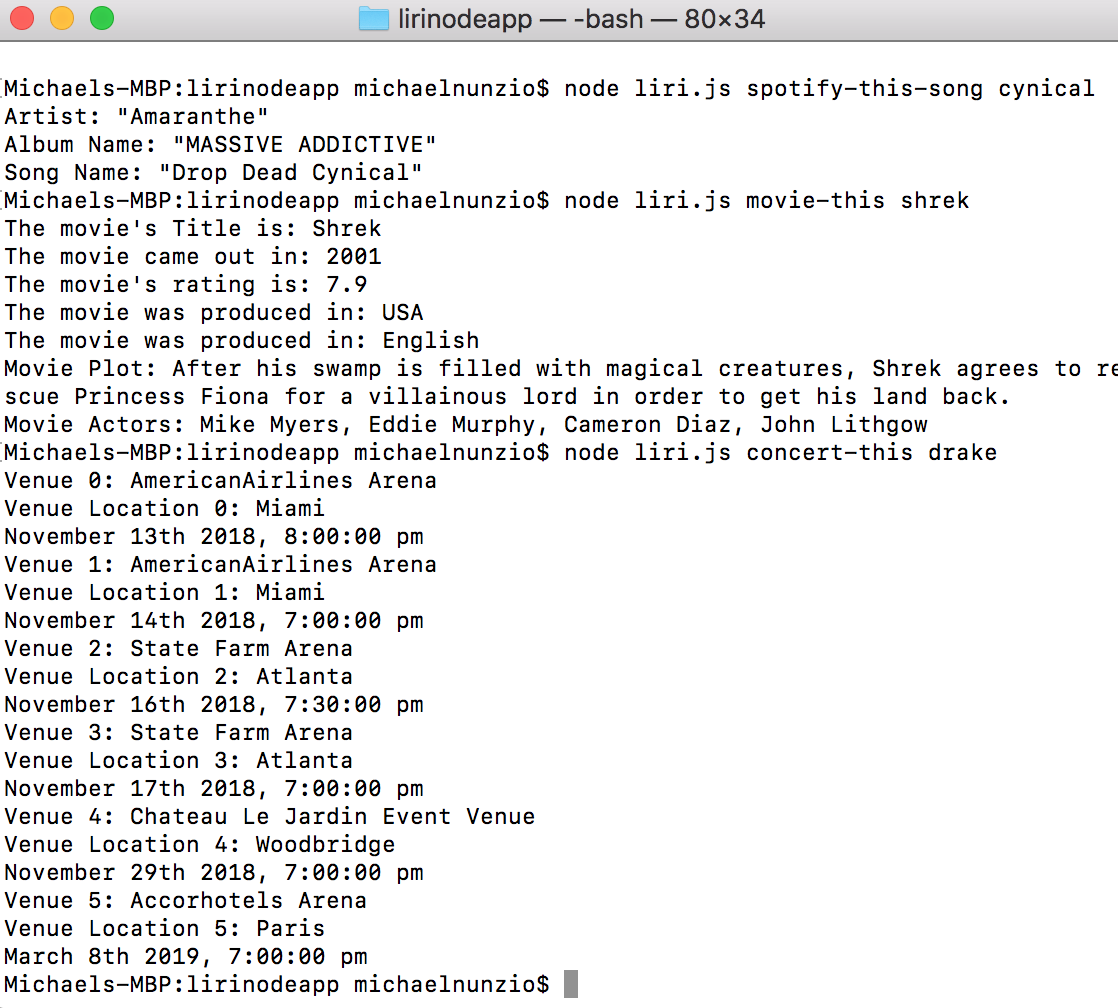 lirinodeapp — -bash — 80×34
Michaels-MBP:lirinodeapp michaelnunzio$ node liri.js spotify-this-song cynical
Artist: "Amaranthe"
Album Name: "MASSIVE ADDICTIVE"
Song Name: "Drop Dead Cynical"
Michaels-MBP:lirinodeapp michaelnunzio$ node liri.js movie-this shrek
The movie's Title is: Shrek
The movie came out in: 2001
The movie's rating is: 7.9
The movie was produced in: USA
The movie was produced in: English
Movie Plot: After his swamp is filled with magical creatures, Shrek agrees to re
scue Princess Fiona for a villainous lord in order to get his land back.
Movie Actors: Mike Myers, Eddie Murphy, Cameron Diaz, John Lithgow
Michaels-MBP:lirinodeapp michaelnunzio$ node liri.js concert-this drake
Venue 0: AmericanAirlines Arena
Venue Location 0: Miami
November 13th 2018, 8:00:00 pm
Venue 1: AmericanAirlines Arena
Venue Location 1: Miami
November 14th 2018, 7:00:00 pm
Venue 2: State Farm Arena
Venue Location 2: Atlanta
November 16th 2018, 7:30:00 pm
Venue 3: State Farm Arena
Venue Location 3: Atlanta
November 17th 2018, 7:00:00 pm
Venue 4: Chateau Le Jardin Event Venue
Venue Location 4: Woodbridge
November 29th 2018, 7:00:00 pm
Venue 5: Accorhotels Arena
Venue Location 5: Paris
March 8th 2019, 7:00:00 pm
Michaels-MBP:lirinodeapp michaelnunzio$